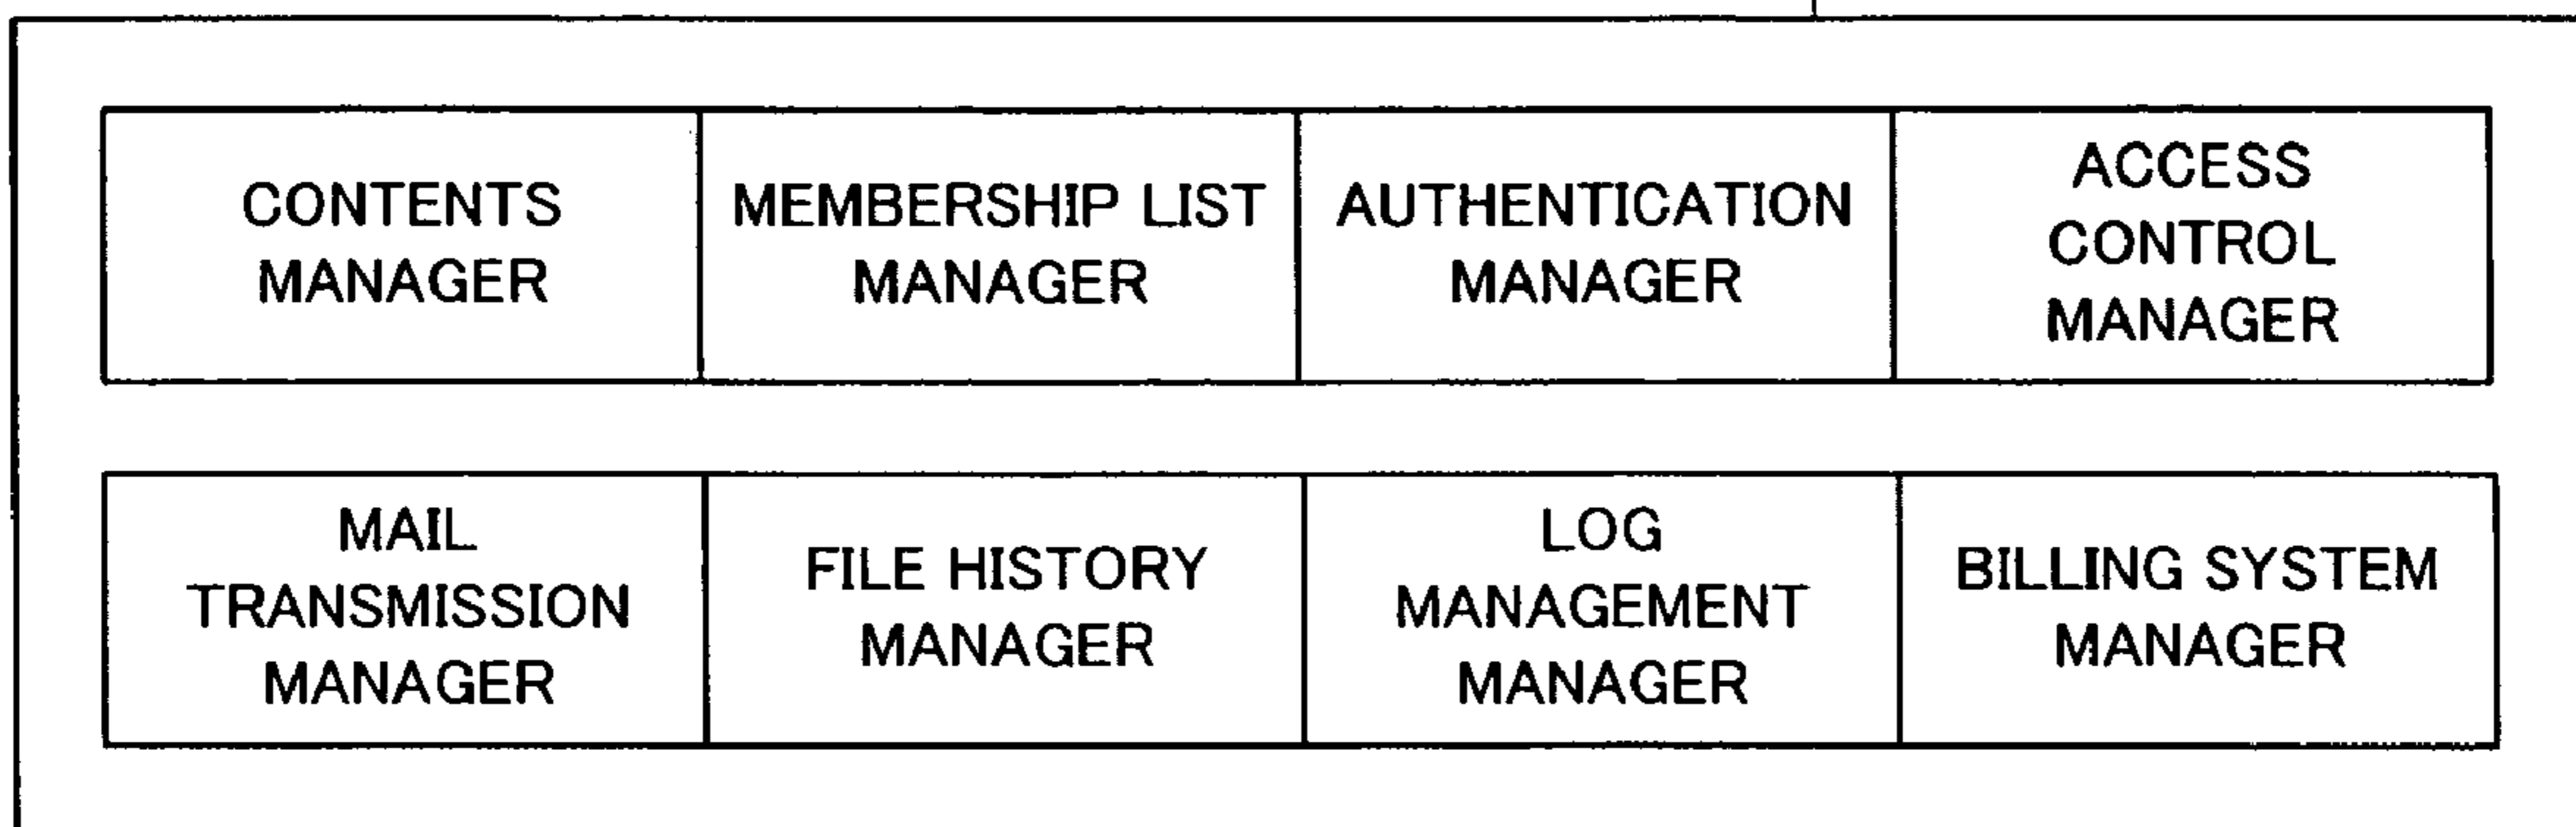 CONTENTS
MANAGER
MEMBERSHIP LIST
MANAGER
AUTHENTICATION
MANAGER
ACCESS
CONTROL
MANAGER
MAIL
TRANSMISSION
MANAGER
FILE HISTORY
MANAGER
LOG
MANAGEMENT
MANAGER
BILLING SYSTEM
MANAGER